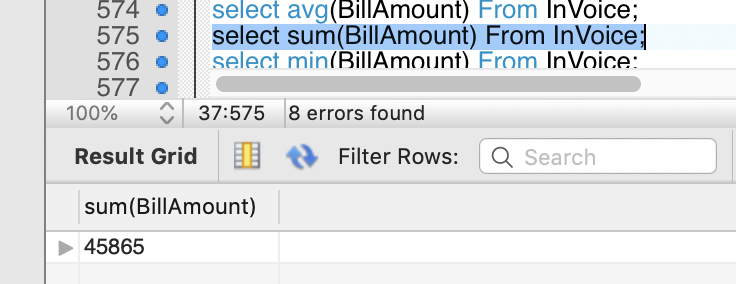 574 select avg(BillAmount) From InVoice;
575 select sum(BillAmount) From InVoice;
576 select min(BillAmount) From InVoice;
577
100% 37:575 8 errors found
Result Grid Filter Rows: Search
sum(BillAmount)
45865